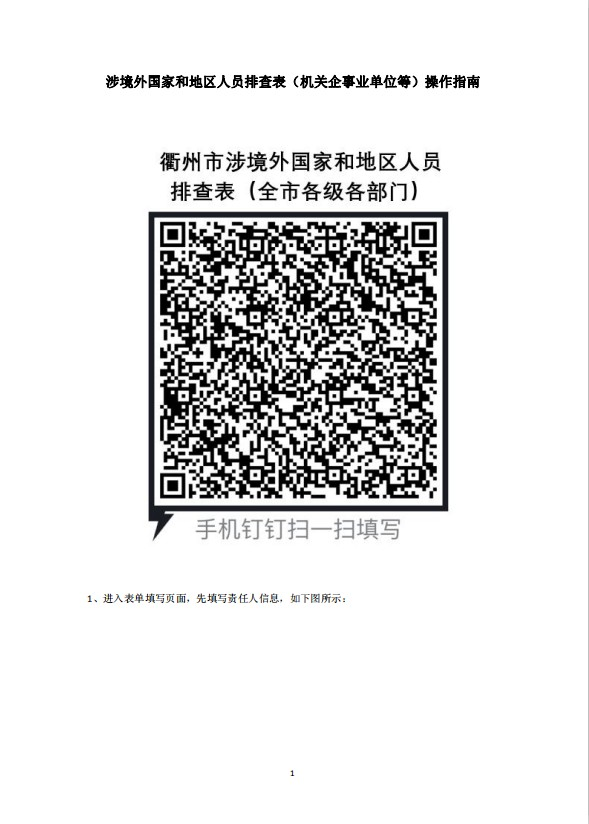 涉境外国家和地区人员排查表（机关企事业单位等）操作指南
衢州市涉境外国家和地区人员
排查表（全市各级各部门）
手机钉钉扫一扫填写
1、进入表单填写页面，先填写责任人信息，如下图所示：
1